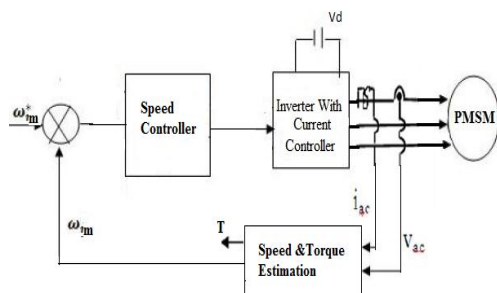 Vd
ω*m
Speed
Controller
Inverter With
Current
Controller
PMSM
ωm
T
iac
Vac
Speed &Torque
Estimation